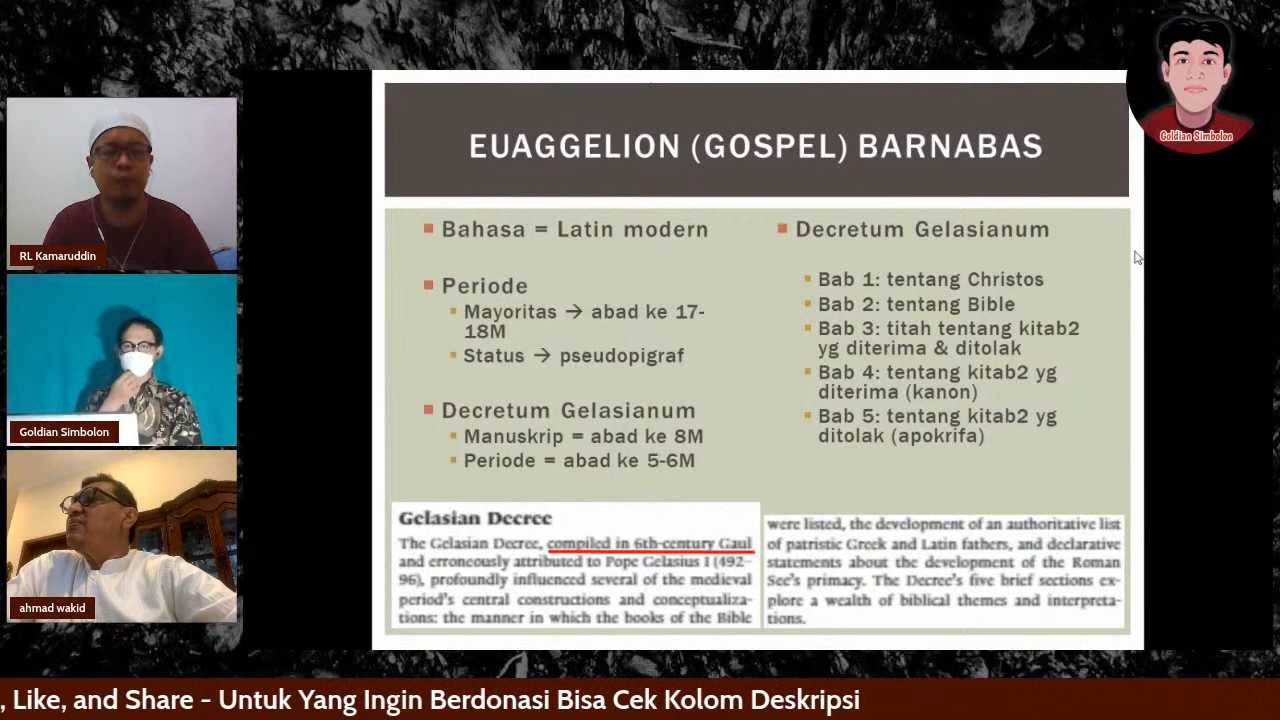 Goldian Simbolon
EUAGGELION (GOSPEL) BARNABAS
RL Kamaruddin
Goldian Simbolon
ahmad wakid
Bahasa = Latin modern
Periode
Mayoritas → abad ke 17-
18M
Status → pseudopigraf
Decretum Gelasianum
Manuskrip = abad ke 8M
Periode = abad ke 5-6M
Decretum Gelasianum
Bab 1: tentang Christos
Bab 2: tentang Bible
Bab 3: titah tentang kitab2
yg diterima & ditolak
Bab 4: tentang kitab2 yg
diterima (kanon)
Bab 5: tentang kitab2 yg
ditolak (apokrifa)
Gelasian Decree
The Gelasian Decree, compiled in 6th-century Gaul
and erroneously attributed to Pope Gelasius I (492–
96), profoundly influenced several of the medieval
period's central constructions and conceptualiza-
tions: the manner in which the books of the Bible
were listed, the development of an authoritative list
of patristic Greek and Latin fathers, and declarative
statements about the development of the Roman
See's primacy. The Decree's five brief sections ex-
plore a wealth of biblical themes and interpreta-
tions.
, Like, and Share - Untuk Yang Ingin Berdonasi Bisa Cek Kolom Deskripsi